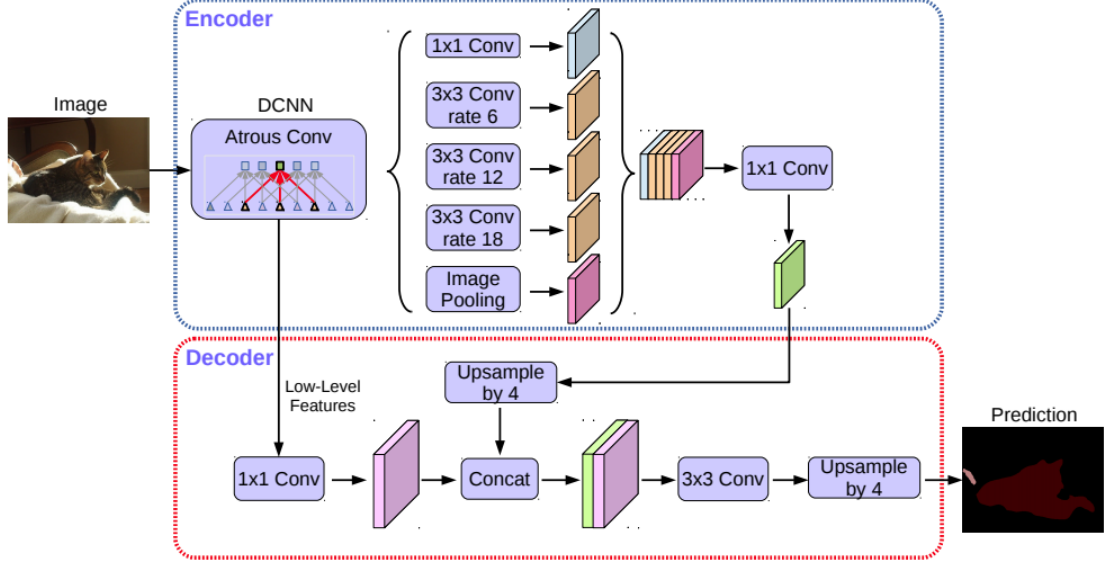 Encoder
Image
DCNN
Atrous Conv
1x1 Conv
3x3 Conv
rate 6
3x3 Conv
rate 12
3x3 Conv
rate 18
Image
Pooling
1x1 Conv
Decoder
Low-Level
Features
Upsample
by 4
1x1 Conv
Concat
3x3 Conv
Upsample
by 4
Prediction